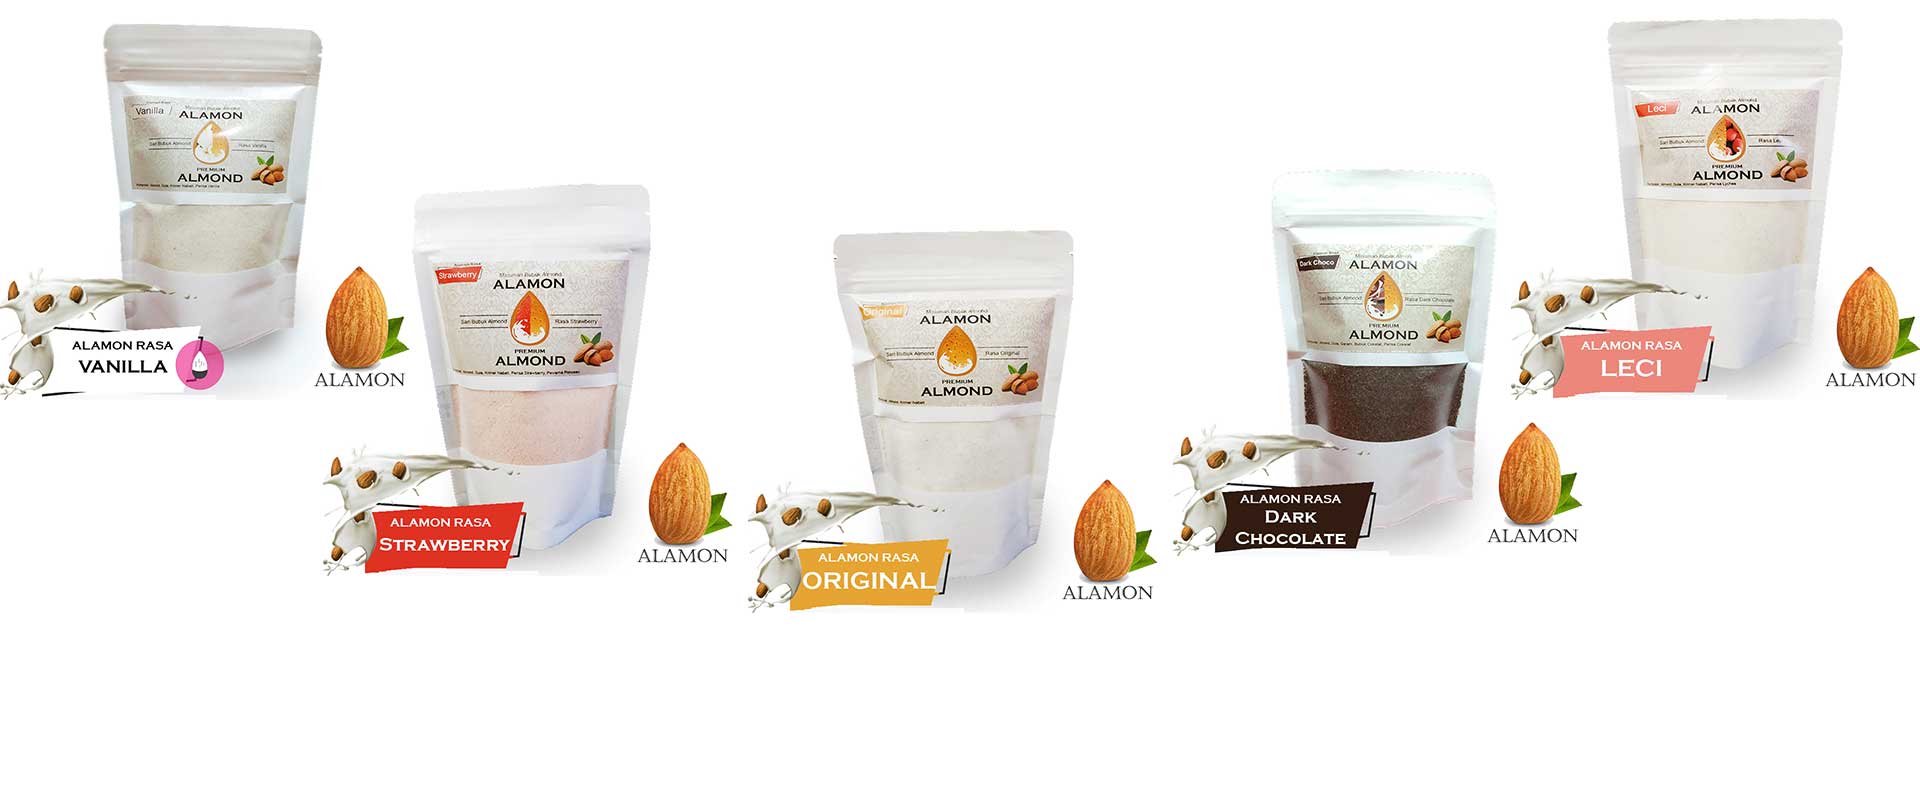 Vanilla
Minuman Bubuk Almond
ALAMON
Sari Bubuk Almond
Rasa Vanilla
PREMIUM
ALMOND
ALAMON RASA
VANILLA
ALAMON
Strawberry
Minuman Bubuk Almond
ALAMON
Sari Bubuk Almond
Rasa Strawberry
PREMIUM
ALMOND
ALAMON RASA
STRAWBERRY
ALAMON
Original
Minuman Bubuk Almond
ALAMON
Sari Bubuk Almond
Rasa Original
PREMIUM
ALMOND
ALAMON RASA
ORIGINAL
ALAMON
Dark Choco
Minuman Bubuk Almond
ALAMON
Sari Bubuk Almond
Rasa Dark Chocolate
PREMIUM
ALMOND
ALAMON RASA
DARK
CHOCOLATE
ALAMON
Leci
Minuman Bubuk Almond
ALAMON
Sari Bubuk Almond
Rasa Le
PREMIUM
ALMOND
ALAMON RASA
LECI
ALAMON